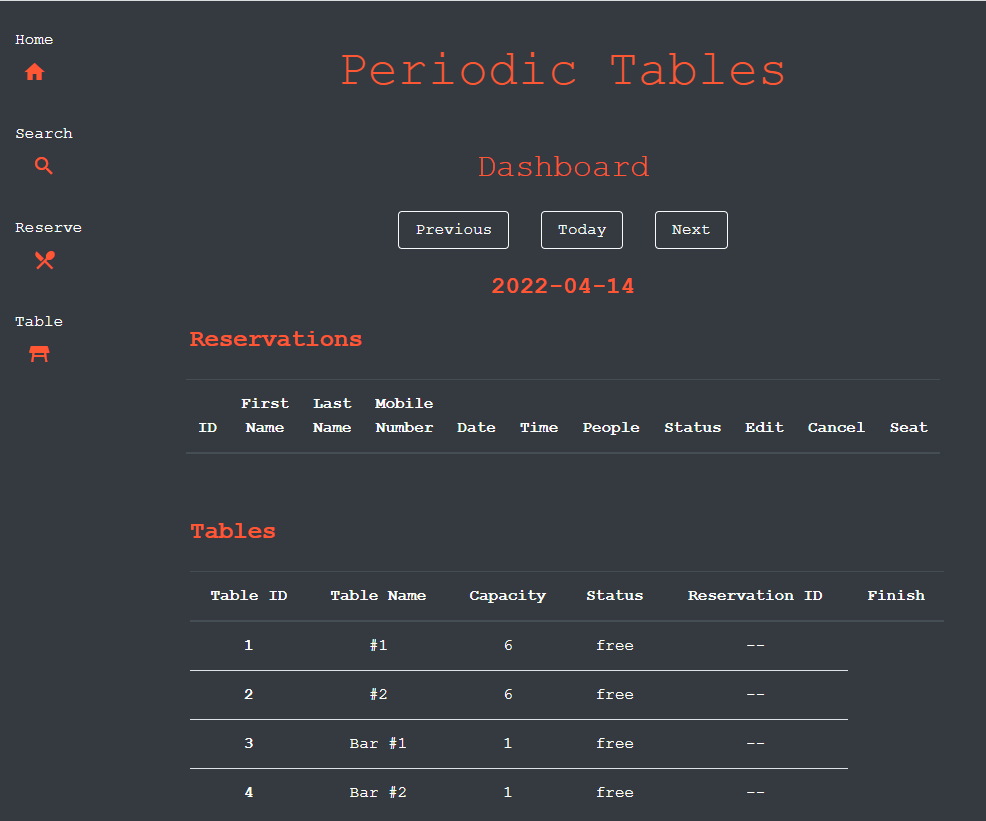 Home
Search
Reserve
Table
Periodic Tables
Dashboard
Previous Today Next
2022-04-14
Reservations
ID First Name Last Name Mobile Number Date Time People Status Edit Cancel Seat
Tables
Table ID Table Name Capacity Status Reservation ID Finish
1 #1 6 free --
2 #2 6 free --
3 Bar #1 1 free --
4 Bar #2 1 free --